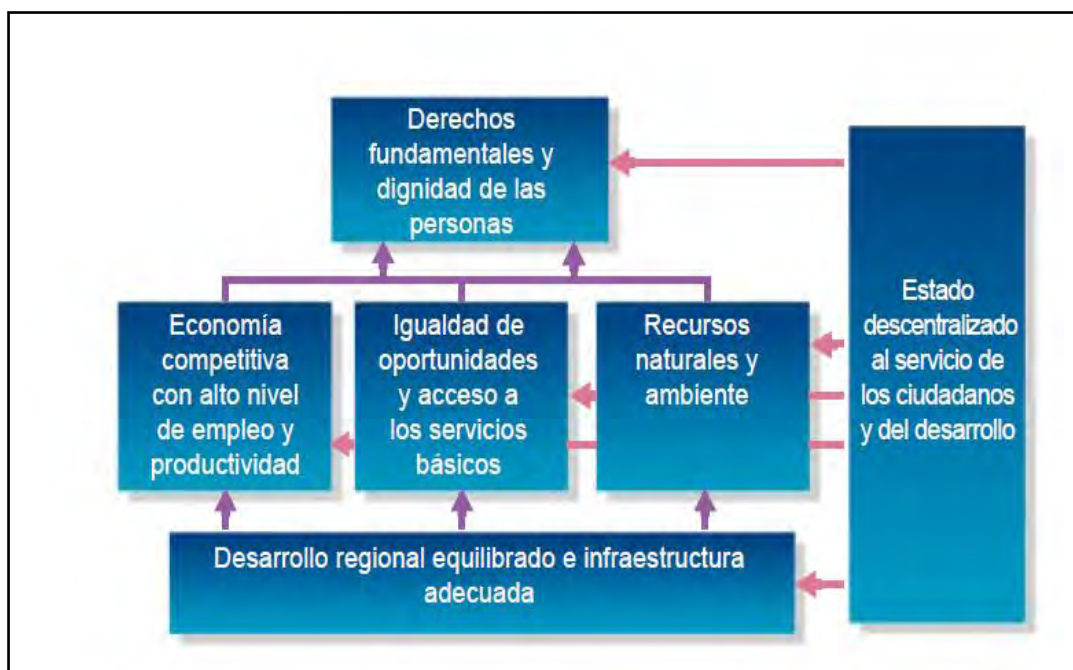 Derechos
fundamentales y
dignidad de las
personas
Economía
competitiva
con alto nivel
de empleo y
productividad
Igualdad de
oportunidades
y acceso a
los servicios
básicos
Recursos
naturales y
ambiente
Estado
descentralizado
al servicio de
los ciudadanos
y del desarrollo
Desarrollo regional equilibrado e infraestructura
adecuada